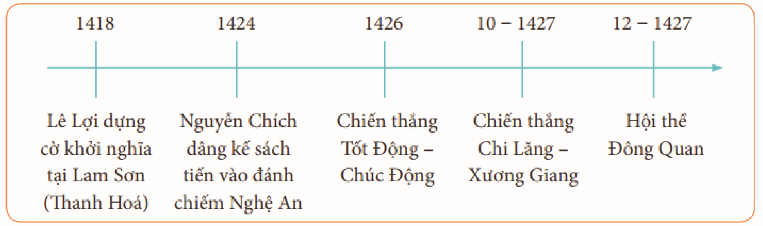 1418
1424
1426
10 – 1427
12 – 1427
Lê Lợi dựng
cờ khởi nghĩa
tại Lam Sơn
(Thanh Hoá)
Nguyễn Chích
dâng kế sách
tiến vào đánh
chiếm Nghệ An
Chiến thắng
Tốt Động –
Chúc Động
Chiến thắng
Chi Lăng –
Xương Giang
Hội thề
Đông Quan